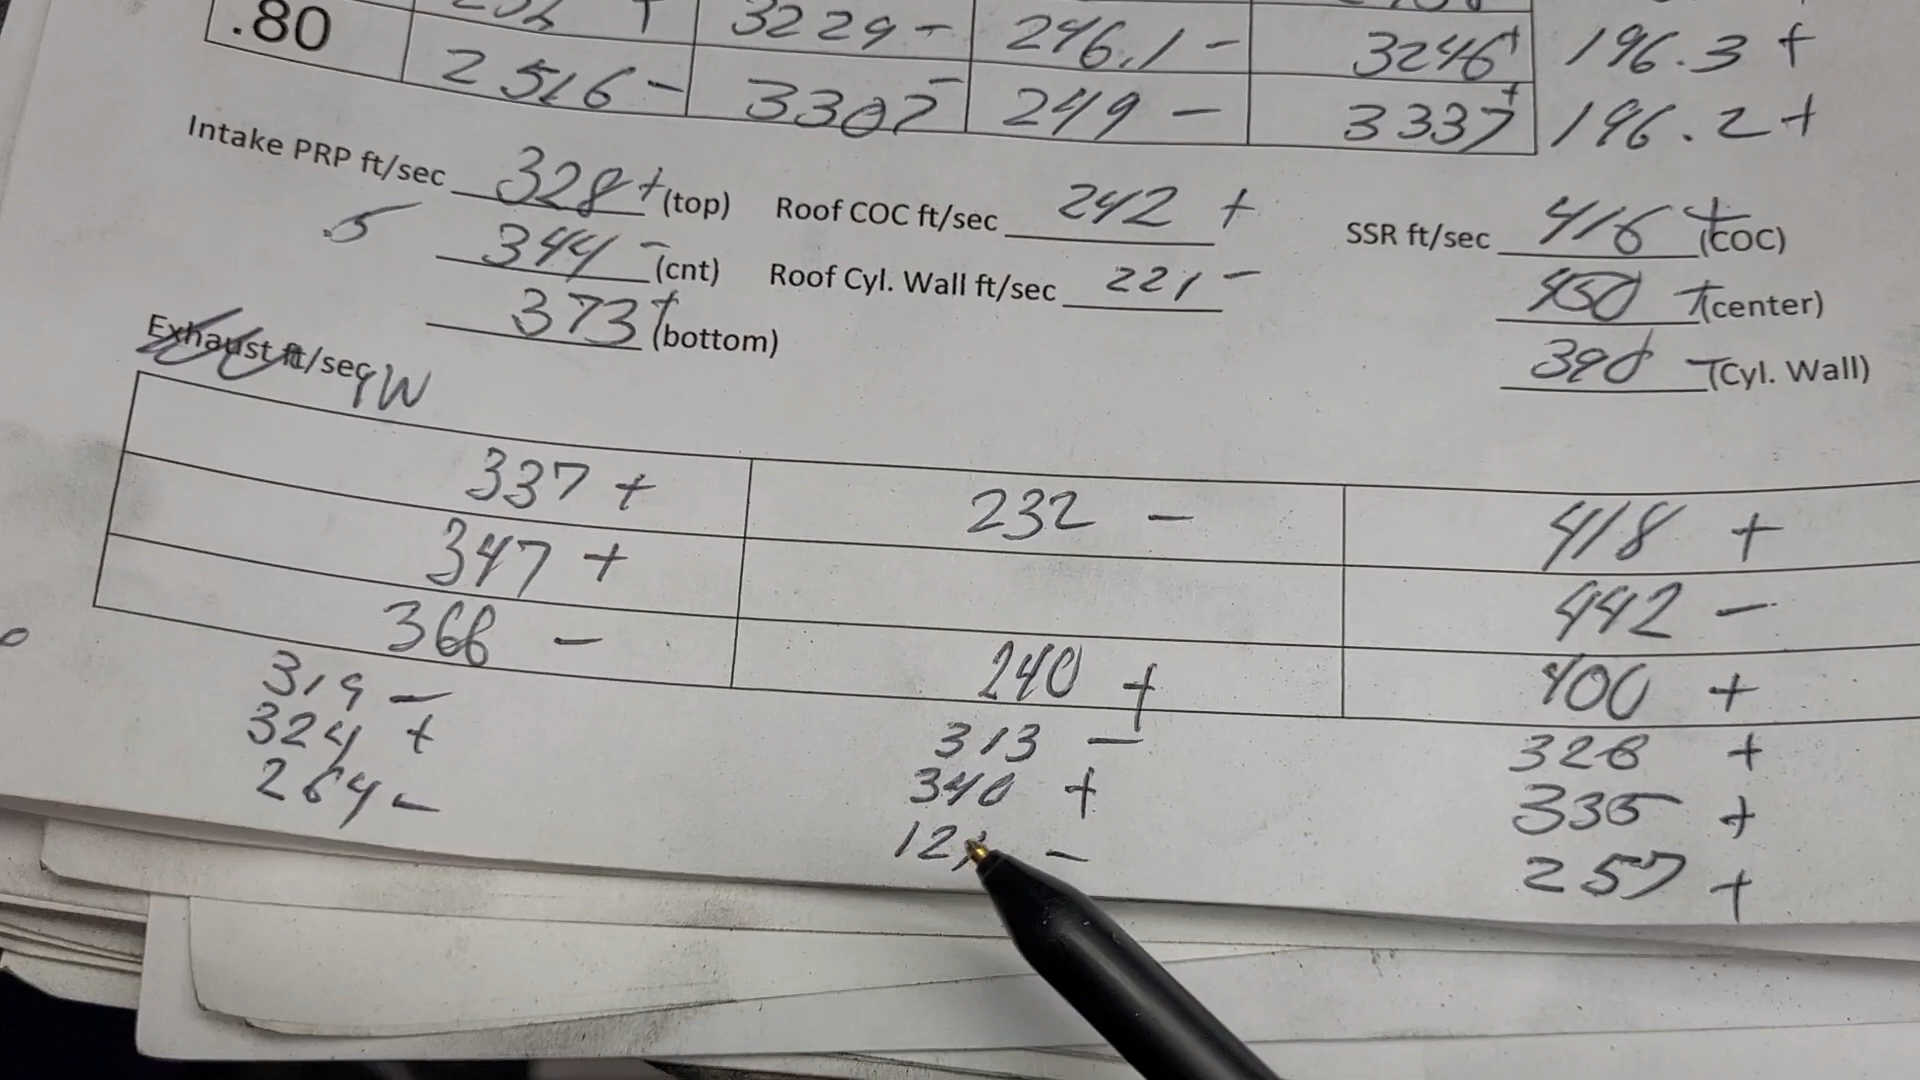 3229 - 246.1 - 3246+ 196.3 +
.80 2516 - 3307- 249 - 3337+ 196.2 +
Intake PRP ft/sec 328+ (top) Roof COC ft/sec 242 + SSR ft/sec 416 + (COC)
.5 344 - (cnt) Roof Cyl. Wall ft/sec 221 - 450 + (center)
373+ (bottom) 390 - (Cyl. Wall)
Exhaust ft/sec
337 + 232 - 418 +
347 + 442 -
366 - 240 + 400 +
319 - 313 - 328 +
324 + 340 + 335 +
264 - - 257 +